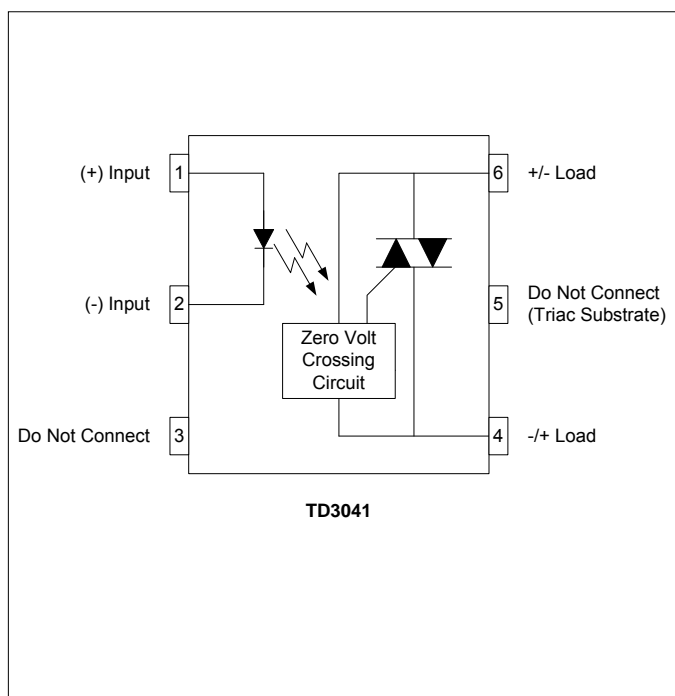 (+) Input
1
6
+/- Load
(-) Input
2
5
Do Not Connect
(Triac Substrate)
Zero Volt
Crossing
Circuit
Do Not Connect
3
4
-/+ Load
TD3041